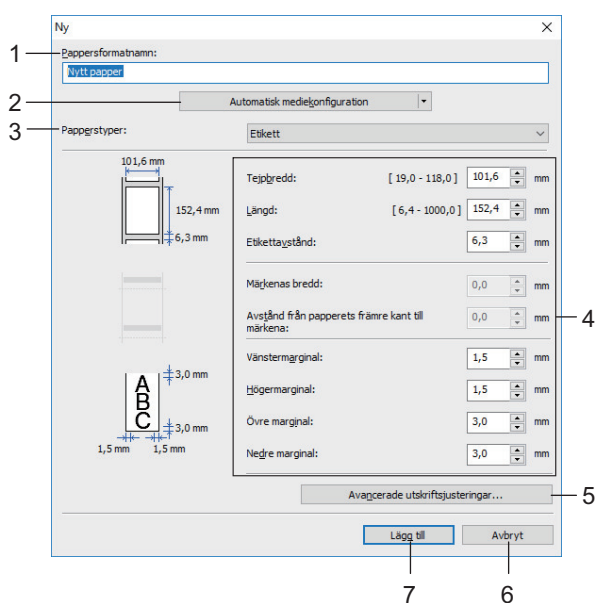 Ny
1
Pappersformatnamn:
Nytt papper
2
Automatisk mediekonfiguration
3
Papperstyper:
Etikett
101,6 mm
152,4 mm
6,3 mm
Tejpbredd: [ 19,0 - 118,0 ] 101,6 mm
Längd: [ 6,4 - 1000,0 ] 152,4 mm
Etikettavstånd: 6,3 mm
Märkenas bredd: 0,0 mm
Avstånd från papperets främre kant till
märkena: 0,0 mm
4
Vänstermarginal: 1,5 mm
Högermarginal: 1,5 mm
Övre marginal: 3,0 mm
Nedre marginal: 3,0 mm
3,0 mm
A
B
C
3,0 mm
1,5 mm 1,5 mm
Avancerade utskriftsjusteringar...
5
Lägg till
Avbryt
7
6